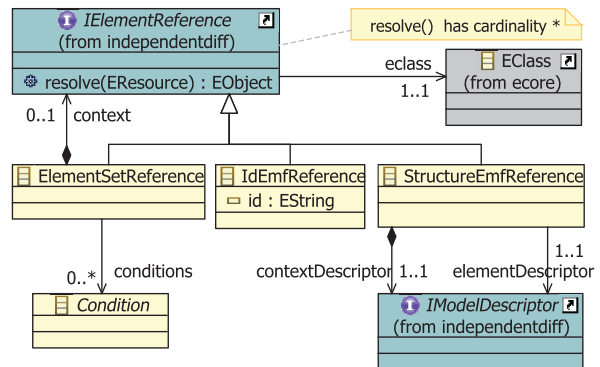 IElementReference
(from independentdiff)
resolve() has cardinality *
resolve(EResource) : EObject
eclass
1..1
EClass
(from ecore)
0..1
context
ElementSetReference
IdEmfReference
id : EString
StructureEmfReference
0..*
conditions
contextDescriptor
1..1
1..1
elementDescriptor
Condition
IModelDescriptor
(from independentdiff)